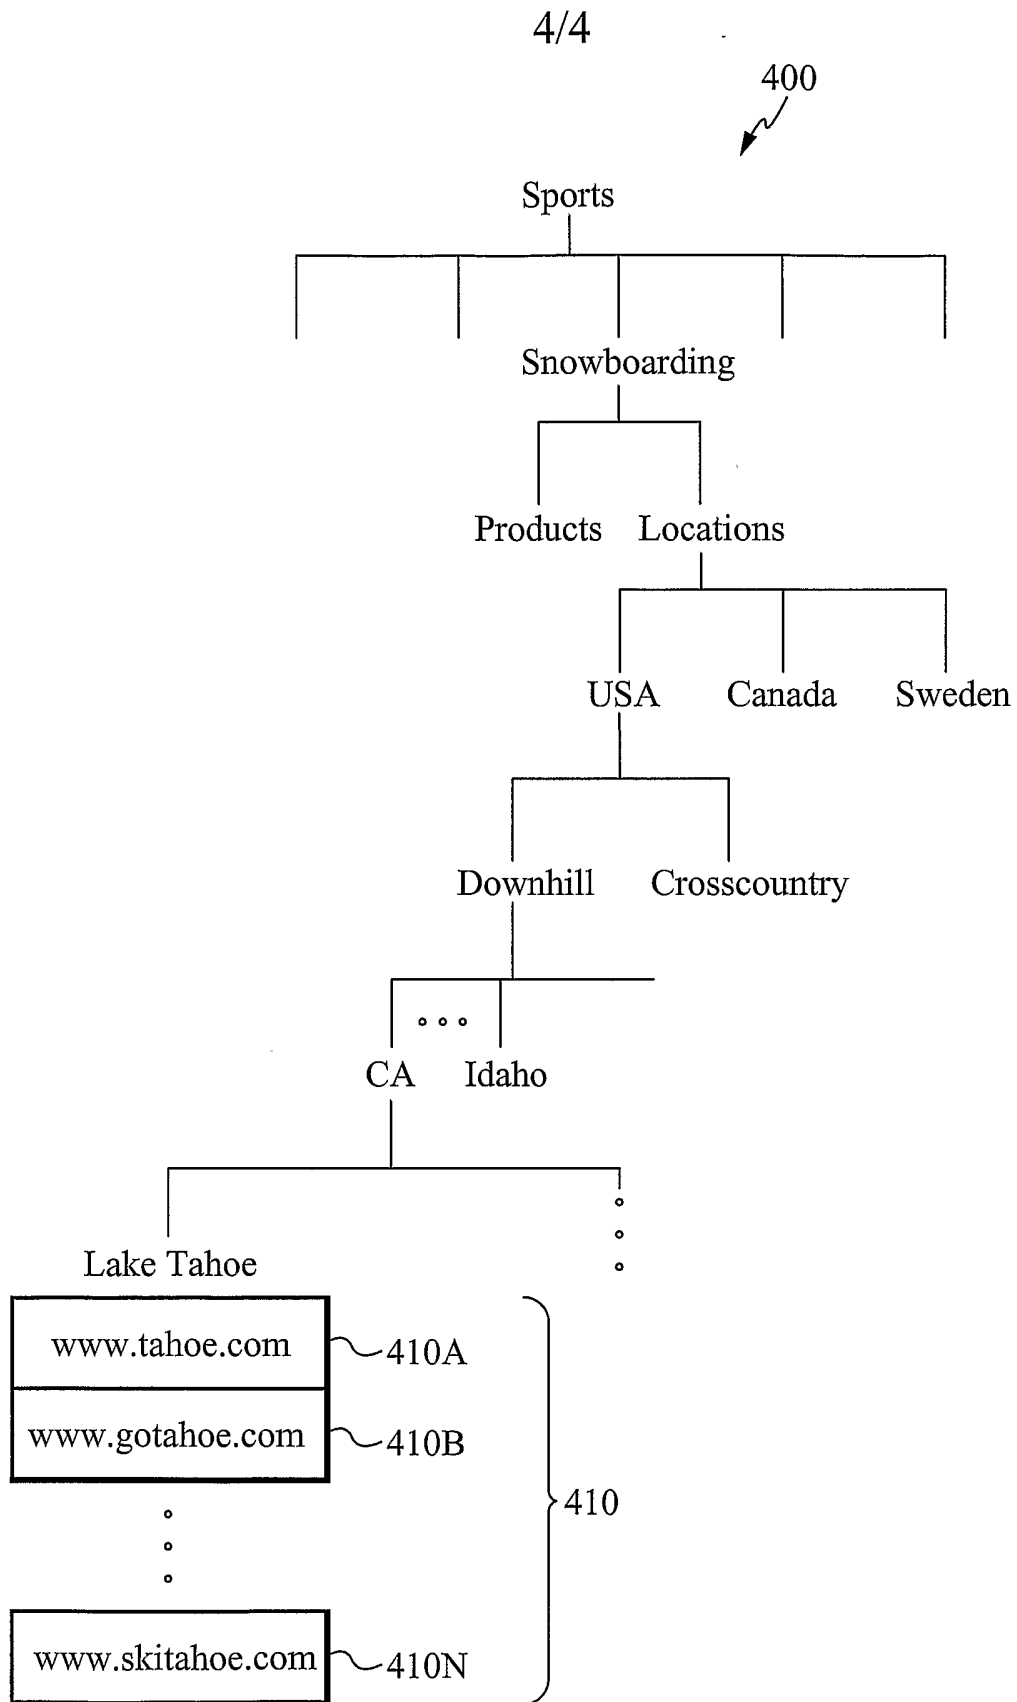 4/4
400
Sports
Snowboarding
Products Locations
USA Canada Sweden
Downhill Crosscountry
CA Idaho
Lake Tahoe
www.tahoe.com 410A
www.gotahoe.com 410B
410
www.skitahoe.com 410N